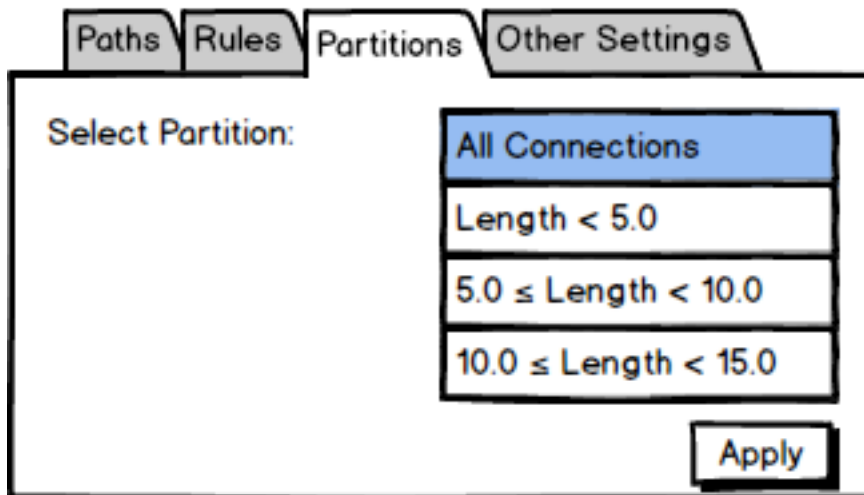 Paths Rules Partitions Other Settings
Select Partition:
All Connections
Length < 5.0
5.0 ≤ Length < 10.0
10.0 ≤ Length < 15.0
Apply